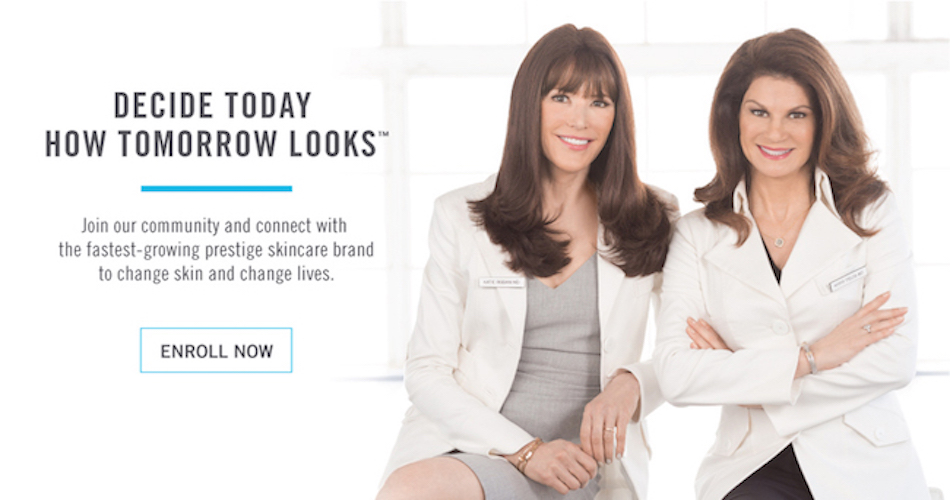 DECIDE TODAY
HOW TOMORROW LOOKS™
Join our community and connect with
the fastest-growing prestige skincare brand
to change skin and change lives.
ENROLL NOW